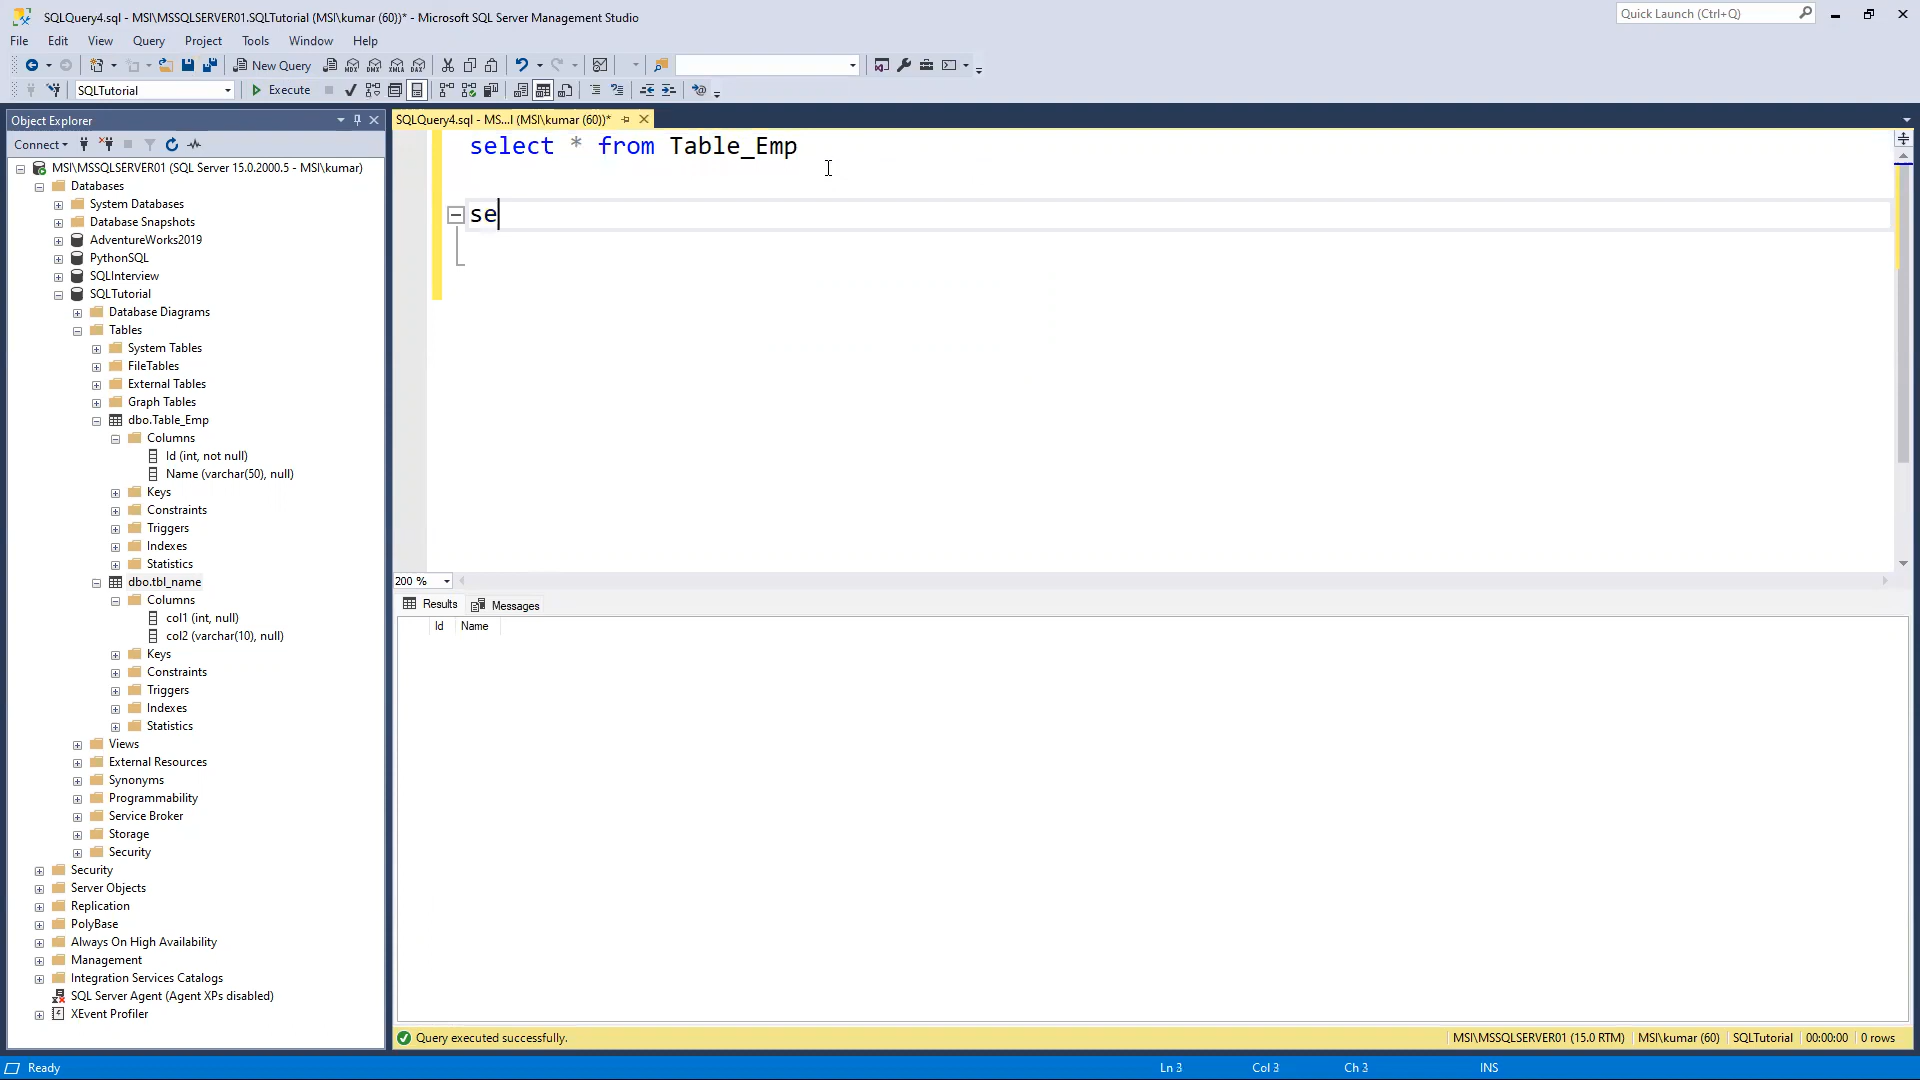 SQLQuery4.sql - MSI\MSSQLSERVER01.SQLTutorial (MSI\kumar (60))* - Microsoft SQL Server Management Studio
Quick Launch (Ctrl+Q)
File Edit View Query Project Tools Window Help
New Query
MDX DMX XMLA DAX
SQLTutorial
Execute
Object Explorer
SQLQuery4.sql - MS...l (MSI\kumar (60))*
Connect
MSI\MSSQLSERVER01 (SQL Server 15.0.2000.5 - MSI\kumar)
Databases
System Databases
Database Snapshots
AdventureWorks2019
PythonSQL
SQLInterview
SQLTutorial
Database Diagrams
Tables
System Tables
FileTables
External Tables
Graph Tables
dbo.Table_Emp
Columns
Id (int, not null)
Name (varchar(50), null)
Keys
Constraints
Triggers
Indexes
Statistics
dbo.tbl_name
Columns
col1 (int, null)
col2 (varchar(10), null)
Keys
Constraints
Triggers
Indexes
Statistics
Views
External Resources
Synonyms
Programmability
Service Broker
Storage
Security
Security
Server Objects
Replication
PolyBase
Always On High Availability
Management
Integration Services Catalogs
SQL Server Agent (Agent XPs disabled)
XEvent Profiler
select * from Table_Emp
se
200 %
Results Messages
Id Name
Query executed successfully.
MSI\MSSQLSERVER01 (15.0 RTM) MSI\kumar (60) SQLTutorial 00:00:00 0 rows
Ready
Ln 3 Col 3 Ch 3 INS